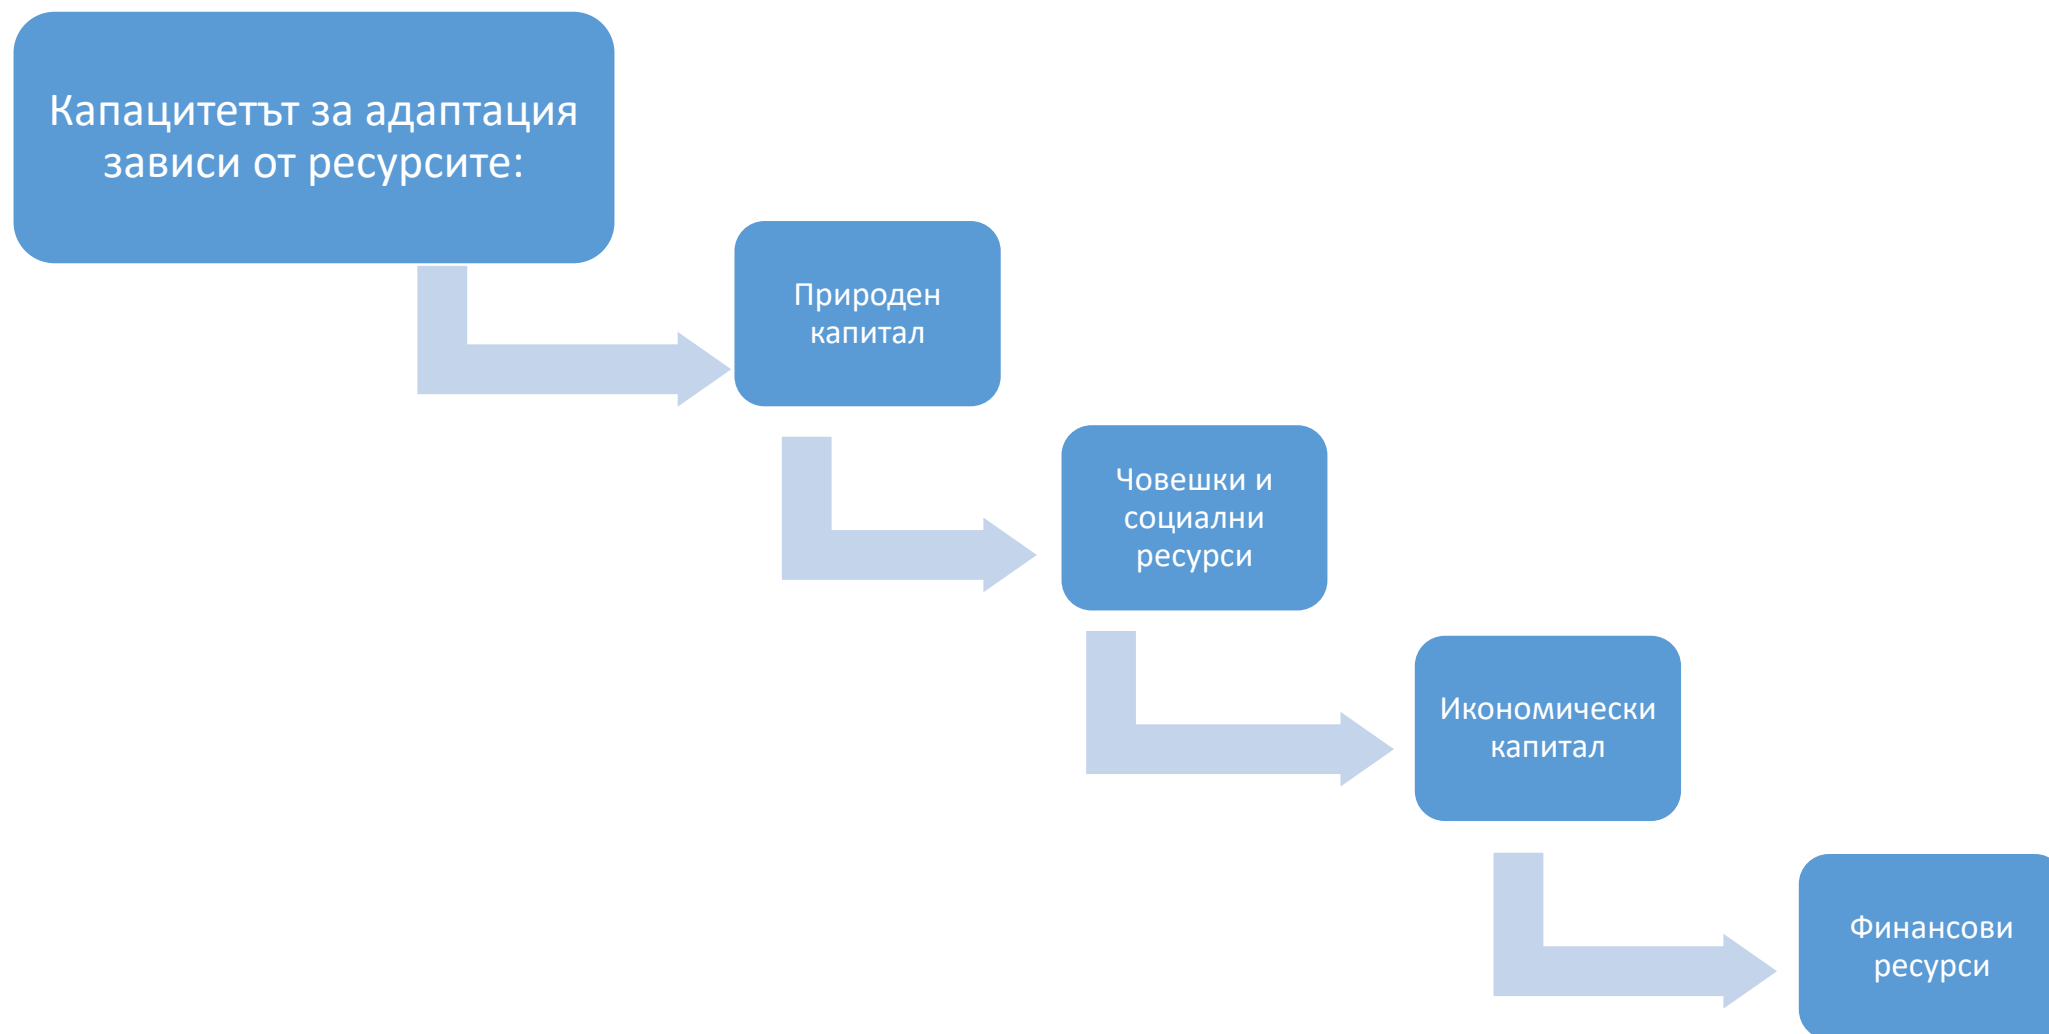 Капацитетът за адаптация
зависи от ресурсите:
Природен
капитал
Човешки и
социални
ресурси
Икономически
капитал
Финансови
ресурси